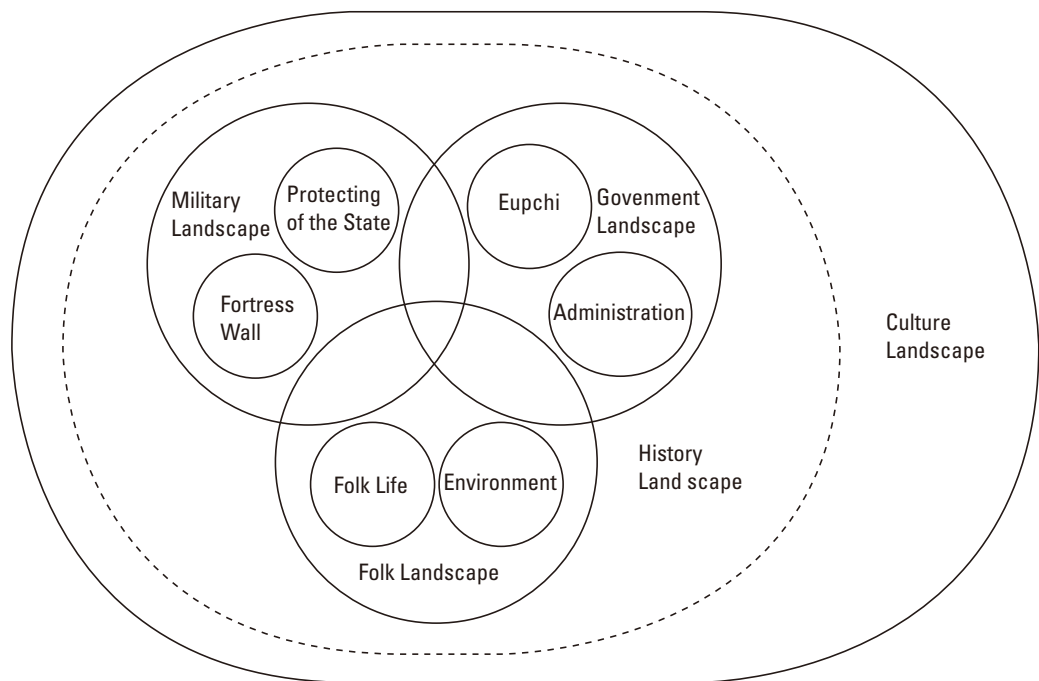 Military
Landscape
Protecting
of the State
Fortress
Wall
Eupchi
Govenment
Landscape
Administration
Culture
Landscape
History
Land scape
Folk Life
Environment
Folk Landscape